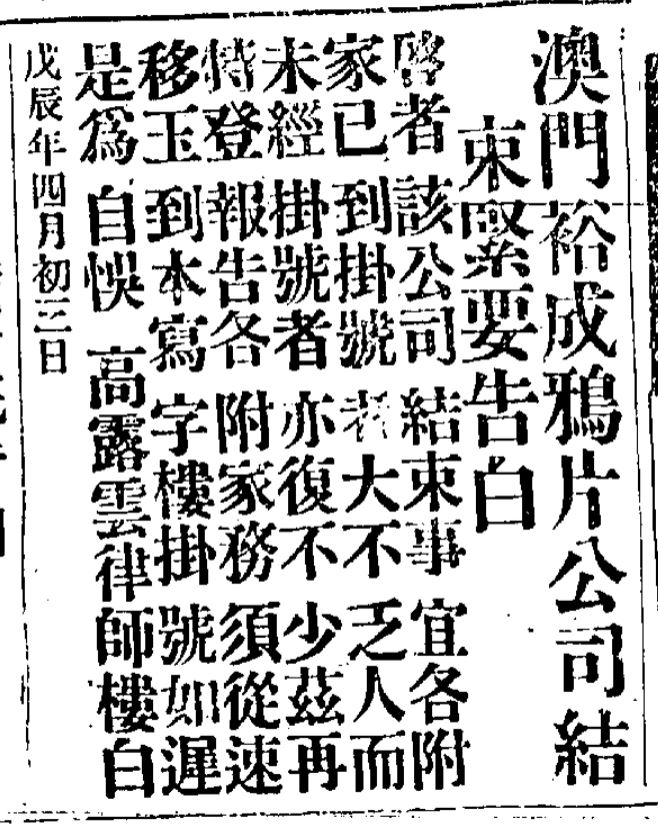 澳門裕成鴉片公司結
束緊要告白
啓者該公司結束事宜各附
家已到掛號者大不乏人而
未經掛號者亦復不少茲再
特登報告各附家務須從速
移玉到本寫字樓掛號如遲
是爲自悞高露雲律師樓白
戊辰年四月初三日